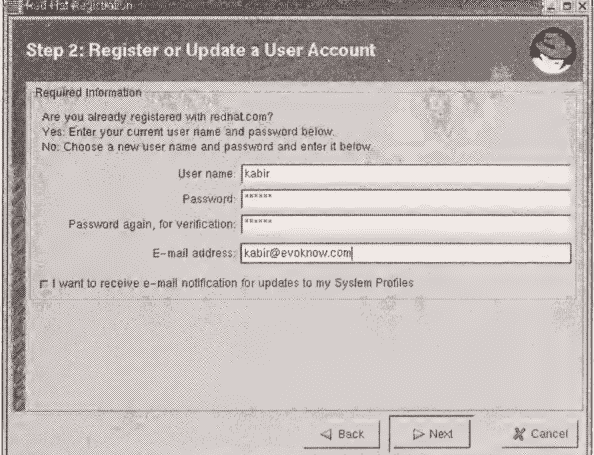 Red Hat Registration
Step 2: Register or Update a User Account
Required Information
Are you already registered with redhat.com?
Yes: Enter your current user name and password below.
No: Choose a new user name and password and enter it below.
User name: kabir
Password: ******
Password again, for verification: ******
E-mail address: kabir@evoknow.com
I want to receive e-mail notification for updates to my System Profiles
Back Next Cancel